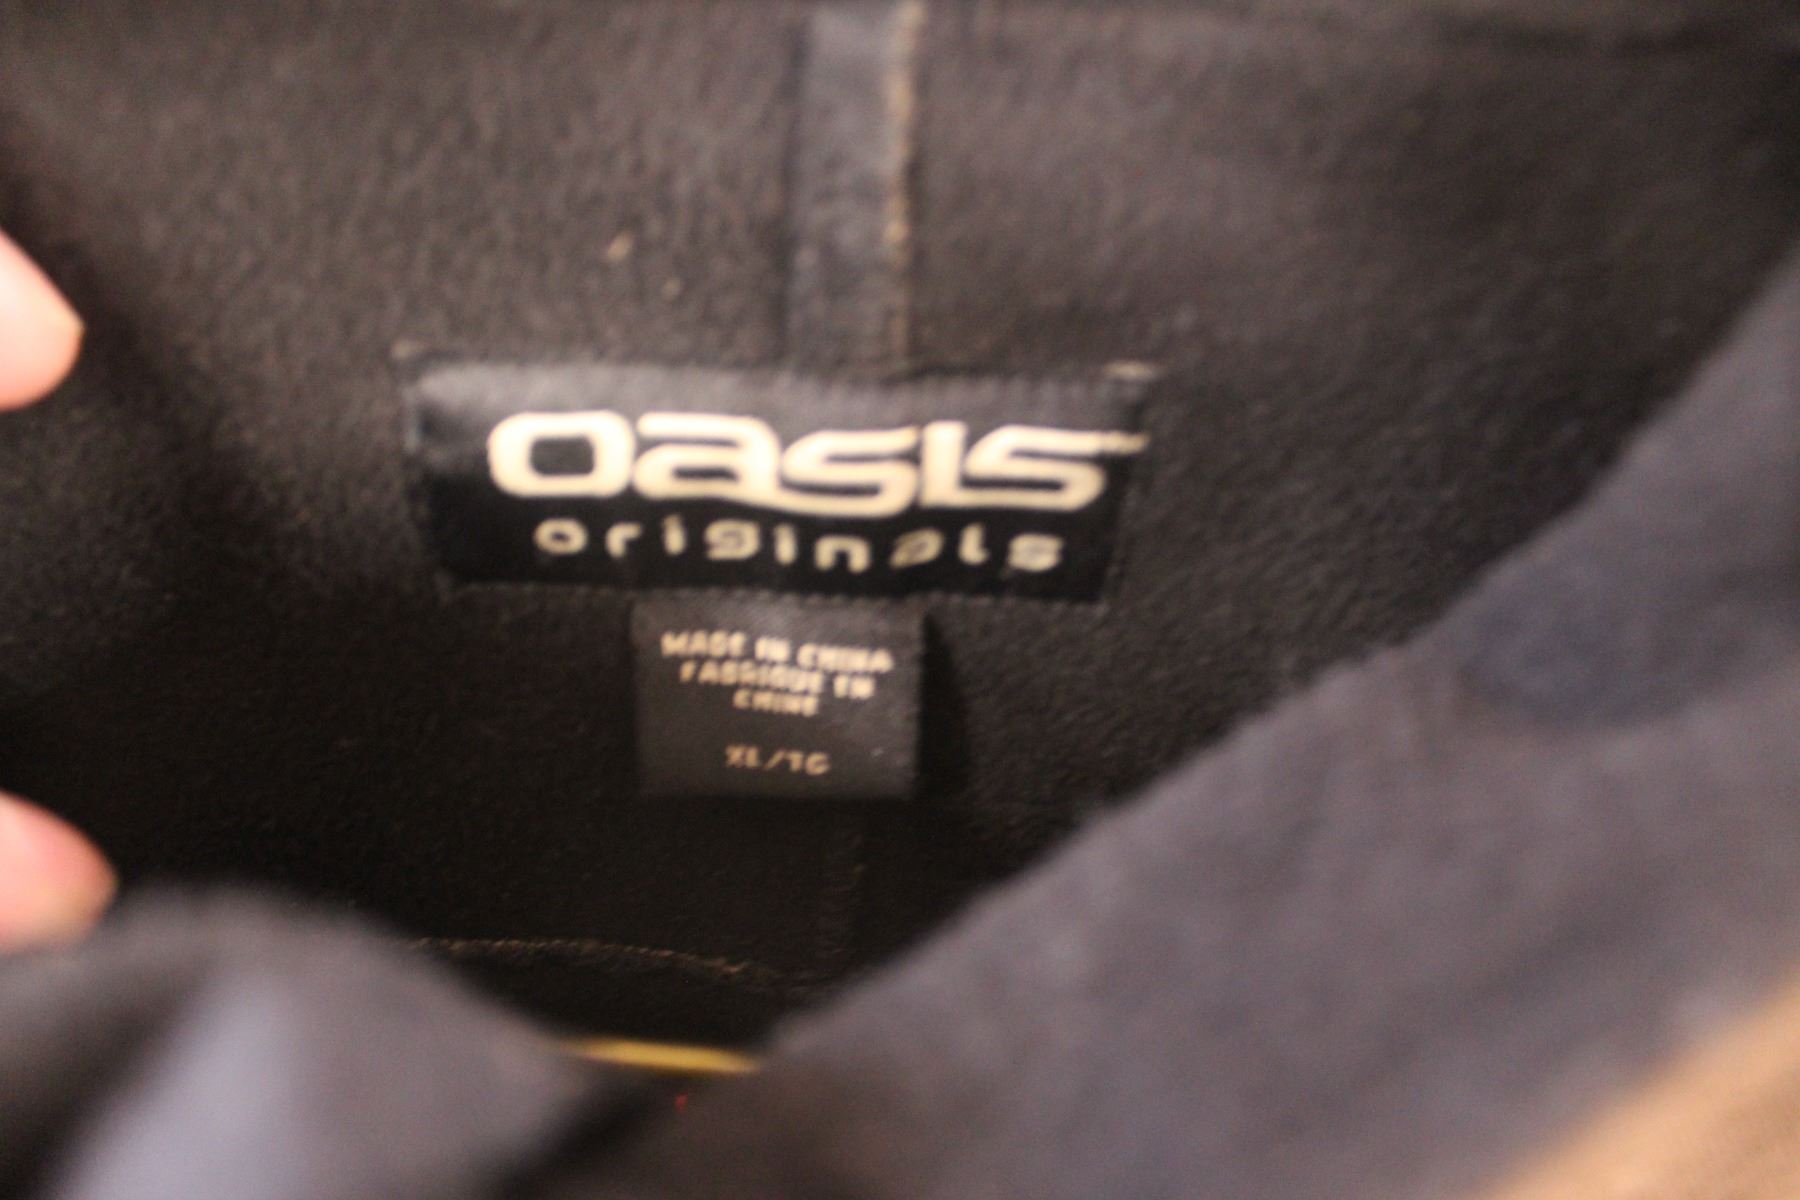 oasis
originals
MADE IN CHINA
FABRIQUE EN
CHINE
XL/TG